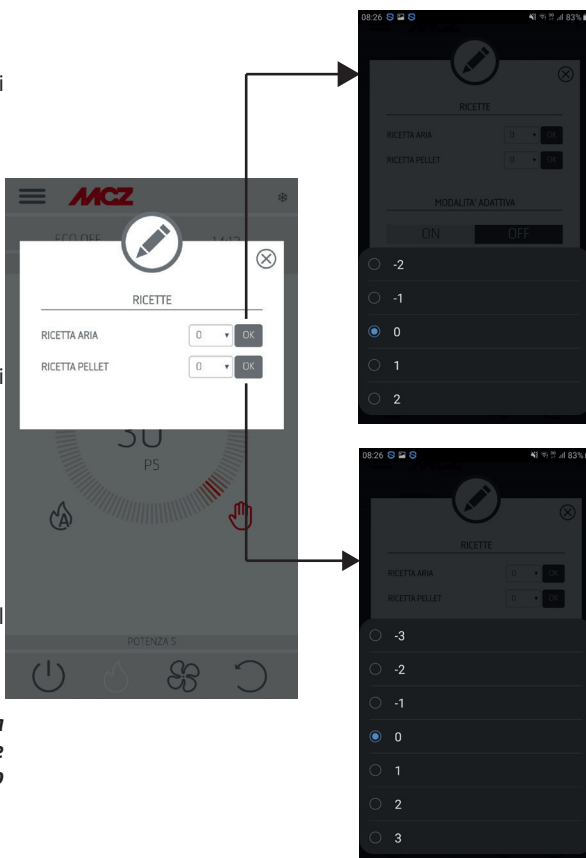 i
i
l
a
e
o
MCZ
ECO OFF 14:13
RICETTE
RICETTA ARIA 0 OK
RICETTA PELLET 0 OK
30
P5
A
POTENZA 5
08:26 83%
RICETTE
RICETTA ARIA 0 OK
RICETTA PELLET 0 OK
MODALITA' ADATTIVA
ON OFF
-2
-1
0
1
2
08:26 83%
RICETTE
RICETTA ARIA 0 OK
RICETTA PELLET 0 OK
-3
-2
-1
0
1
2
3